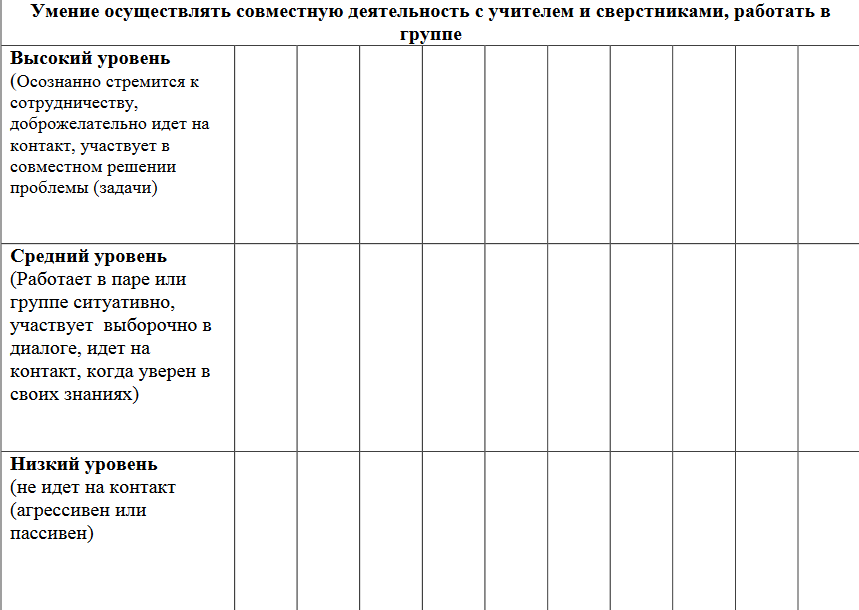 Умение осуществлять совместную деятельность с учителем и сверстниками, работать в
группе
Высокий уровень
(Осознанно стремится к
сотрудничеству,
доброжелательно идет на
контакт, участвует в
совместном решении
проблемы (задачи)
Средний уровень
(Работает в паре или
группе ситуативно,
участвует  выборочно в
диалоге, идет на
контакт, когда уверен в
своих знаниях)
Низкий уровень
(не идет на контакт
(агрессивен или
пассивен)